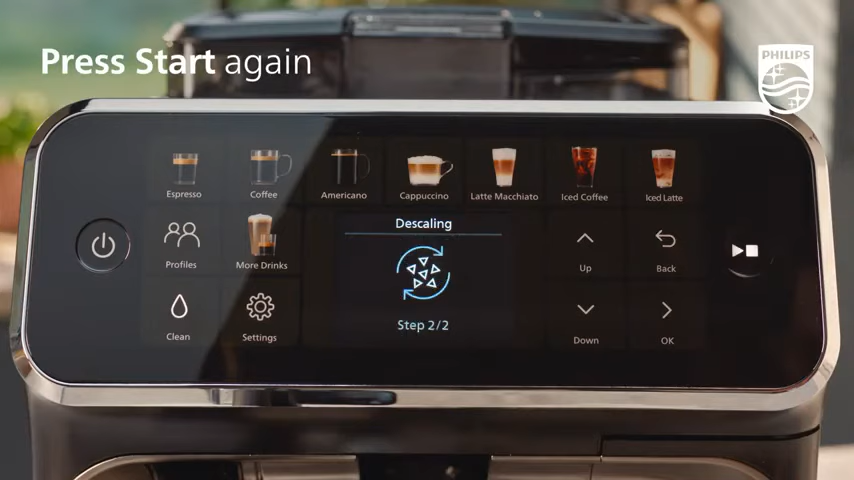 Press Start again
PHILIPS
Espresso
Coffee
Americano
Cappuccino
Latte Macchiato
Iced Coffee
Iced Latte
Profiles
More Drinks
Descaling
Up
Back
Clean
Settings
Step 2/2
Down
OK